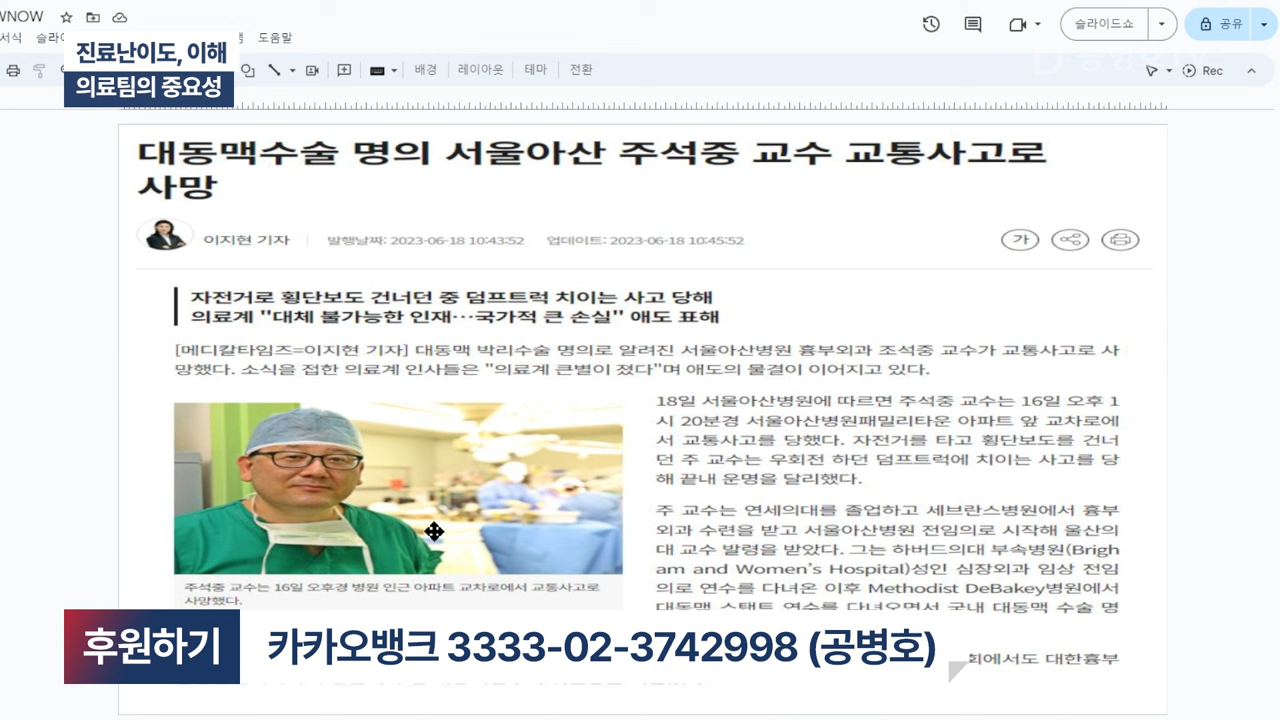 WNOW
서식
슬라이
도움말
슬라이드쇼
공유
진료난이도, 이해
의료팀의 중요성
배경
레이아웃
테마
전환
Rec
대동맥수술 명의 서울아산 주석중 교수 교통사고로
사망
이지현 기자
발행날짜: 2023-06-18 10:43:52
업데이트: 2023-06-18 10:45:52
가
자전거로 횡단보도 건너던 중 덤프트럭 치이는 사고 당해
의료계 "대체 불가능한 인재…국가적 큰 손실" 애도 표해
[메디칼타임즈=이지현 기자] 대동맥 박리수술 명의로 알려진 서울아산병원 흉부외과 조석중 교수가 교통사고로 사
망했다. 소식을 접한 의료계 인사들은 "의료계 큰별이 졌다"며 애도의 물결이 이어지고 있다.
18일 서울아산병원에 따르면 주석중 교수는 16일 오후 1
시 20분경 서울아산병원패밀리타운 아파트 앞 교차로에
서 교통사고를 당했다. 자전거를 타고 횡단보도를 건너
던 주 교수는 우회전 하던 덤프트럭에 치이는 사고를 당
해 끝내 운명을 달리했다.
주 교수는 연세의대를 졸업하고 세브란스병원에서 흉부
외과 수련을 받고 서울아산병원 전임의로 시작해 울산의
대 교수 발령을 받았다. 그는 하버드의대 부속병원(Brigh
am and Women's Hospital)성인 심장외과 임상 전임
의로 연수를 다녀온 이후 Methodist DeBakey병원에서
대동맥 스텐트 연수를 다녀오면서 국내 대동맥 수술 명
회에서도 대한흉부
주석중 교수는 16일 오후경 병원 인근 아파트 교차로에서 교통사고로
사망했다.
후원하기
카카오뱅크 3333-02-3742998 (공병호)